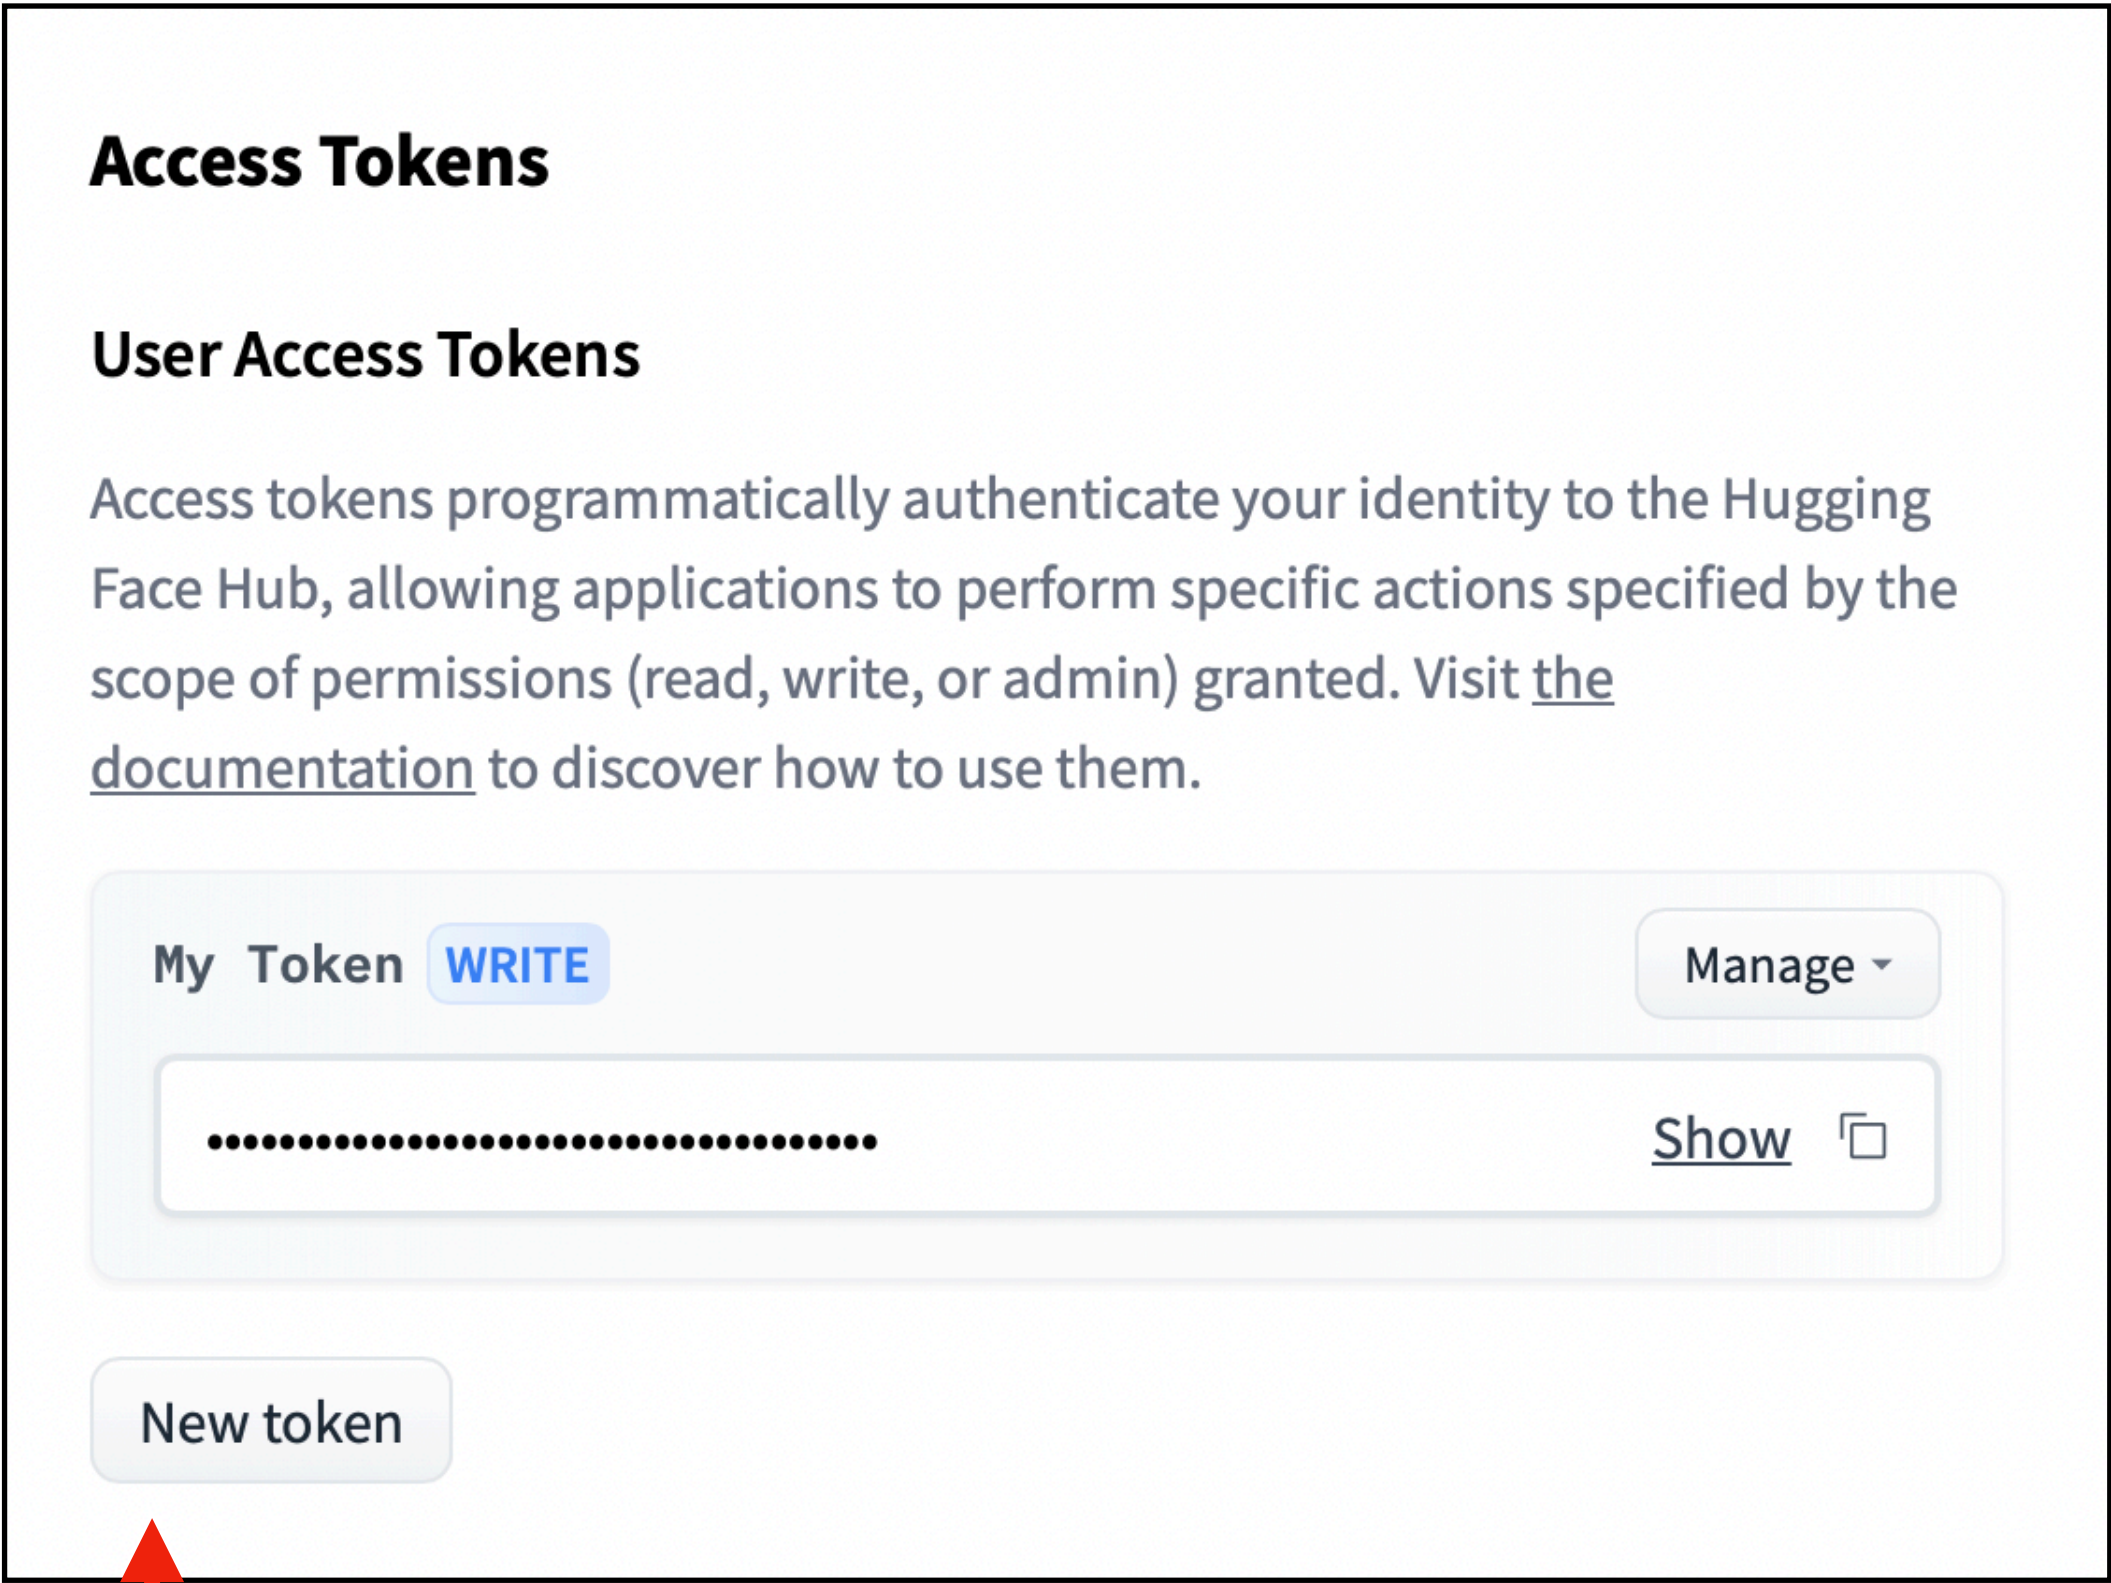 Access Tokens
User Access Tokens
Access tokens programmatically authenticate your identity to the Hugging
Face Hub, allowing applications to perform specific actions specified by the
scope of permissions (read, write, or admin) granted. Visit the
documentation to discover how to use them.
My Token WRITE Manage
••••••••••••••••••••••••••••••••••••• Show
New token